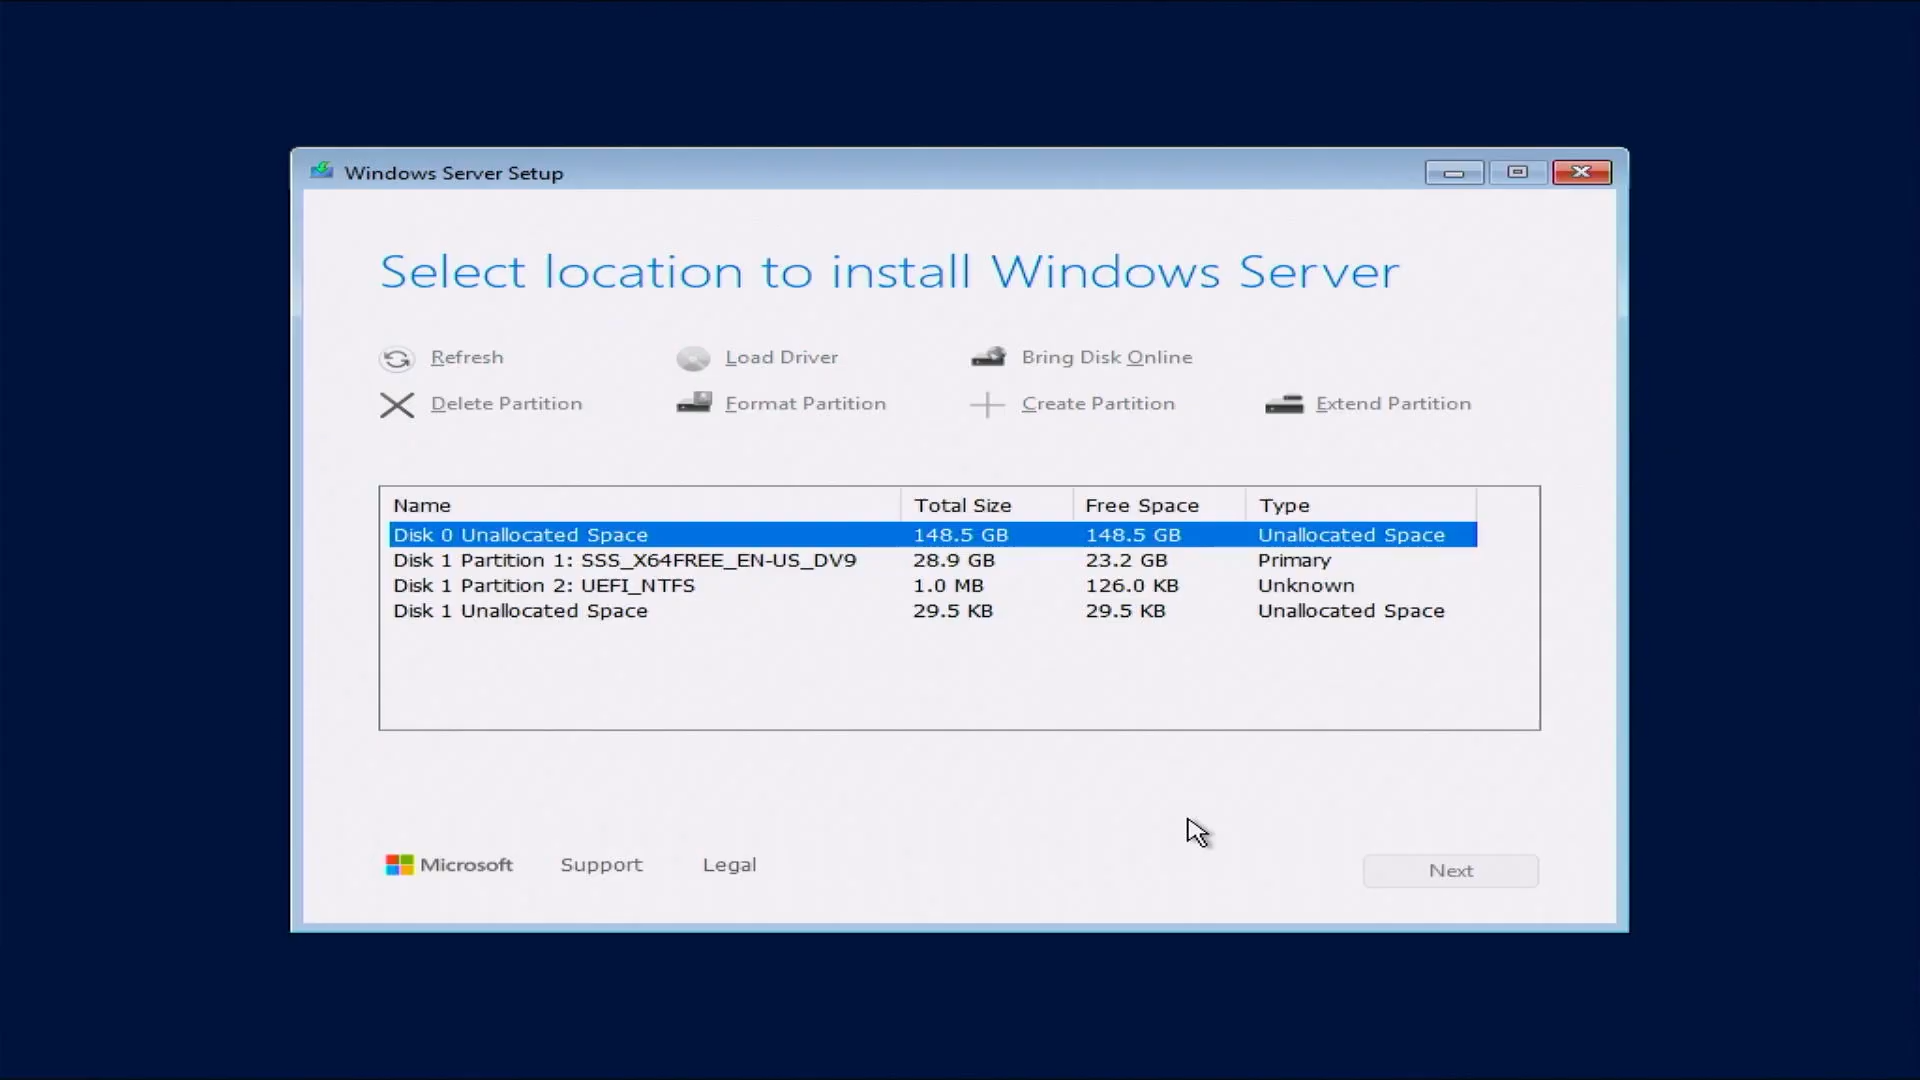 Windows Server Setup
Select location to install Windows Server
Refresh
Load Driver
Bring Disk Online
Delete Partition
Format Partition
Create Partition
Extend Partition
Name Total Size Free Space Type
Disk 0 Unallocated Space 148.5 GB 148.5 GB Unallocated Space
Disk 1 Partition 1: SSS_X64FREE_EN-US_DV9 28.9 GB 23.2 GB Primary
Disk 1 Partition 2: UEFI_NTFS 1.0 MB 126.0 KB Unknown
Disk 1 Unallocated Space 29.5 KB 29.5 KB Unallocated Space
Microsoft
Support
Legal
Next